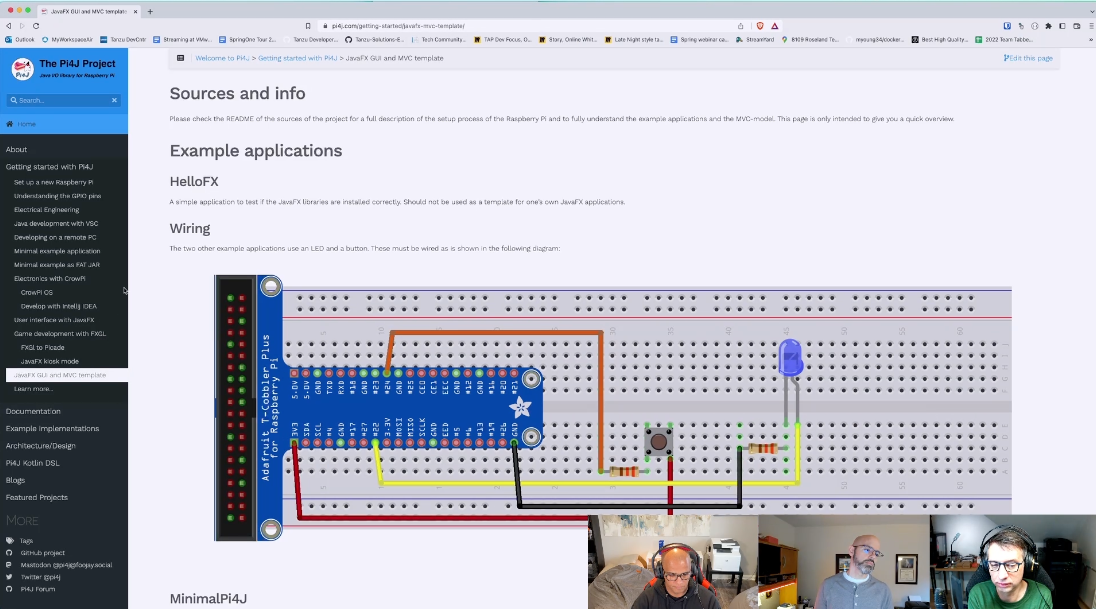 JavaFX GUI and MVC template
pi4j.com/getting-started/javafx-mvc-template/
Outlook
MyWorkspaceAir
Tanzu DevCntr
Streaming at VMw...
SpringOne Tour 2...
Tanzu Developer...
Tanzu-Solutions-E...
Tech Community...
TAP Dev Focus, O...
Story, Online Whit...
Late Night style ta...
Spring webinar ca...
StreamYard
B109 Roseland Te...
myoung34/docker...
Best High Quality...
2022 Team Tabbe...
The Pi4J Project
Java I/O library for Raspberry Pi
Search...
Home
About
Getting started with Pi4J
Set up a new Raspberry Pi
Understanding the GPIO pins
Electrical Engineering
Java development with VSC
Developing on a remote PC
Minimal example application
Minimal example as FAT JAR
Electronics with CrowPi
CrowPi OS
Develop with Intellij IDEA
User interface with JavaFX
Game development with FXGL
FXGl to Picade
JavaFX kiosk mode
JavaFX GUI and MVC template
Learn more...
Documentation
Example Implementations
Architecture/Design
Pi4J Kotlin DSL
Blogs
Featured Projects
More
Tags
GitHub project
Mastodon @pi4j@foojay.social
Twitter @pi4j
Pi4J Forum
Welcome to Pi4J > Getting started with Pi4J > JavaFX GUI and MVC template
Edit this page
Sources and info
Please check the README of the sources of the project for a full description of the setup process of the Raspberry Pi and to fully understand the example applications and the MVC-model. This page is only intended to give you a quick overview.
Example applications
HelloFX
A simple application to test if the JavaFX libraries are installed correctly. Should not be used as a template for one's own JavaFX applications.
Wiring
The two other example applications use an LED and a button. These must be wired as is shown in the following diagram:
Adafruit T-Cobbler Plus
for Raspberry Pi
5.0V
5.0V
GND
TXD
RXD
#18
GND
#23
#24
GND
#25
CE0
CE1
EEC
GND
#12
GND
#16
#20
#21
3V3
SDA
SCL
#4
GND
#17
#27
#22
3.3V
MOSI
MISO
SCLK
GND
EED
#5
#6
#13
#19
#26
GND
MinimalPi4J